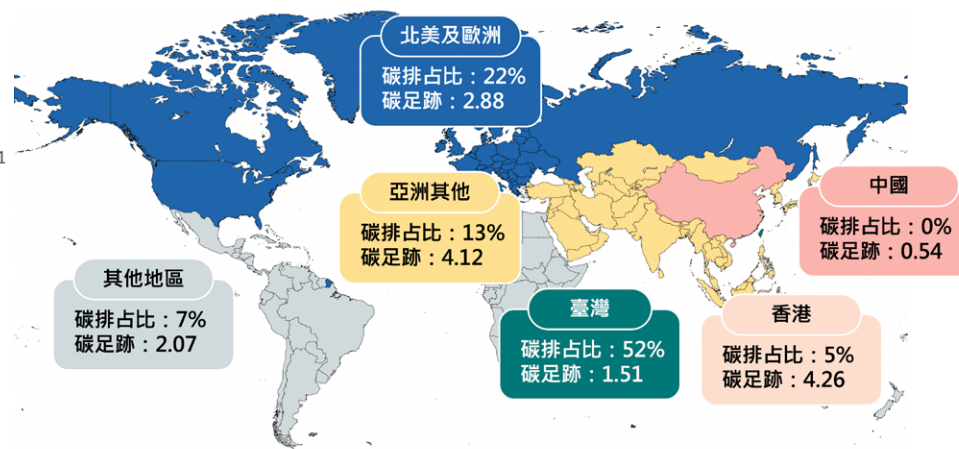 北美及歐洲
碳排占比：22%
碳足跡：2.88
亞洲其他
碳排占比：13%
碳足跡：4.12
中國
碳排占比：0%
碳足跡：0.54
其他地區
碳排占比：7%
碳足跡：2.07
臺灣
碳排占比：52%
碳足跡：1.51
香港
碳排占比：5%
碳足跡：4.26
1